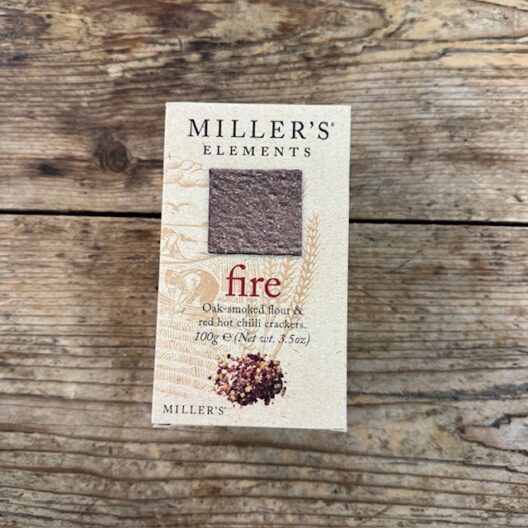 MILLER'S®
ELEMENTS
fire
Oak-smoked flour &
red hot chilli crackers.
100g ℮ (Net wt. 3.5oz)
MILLER'S®